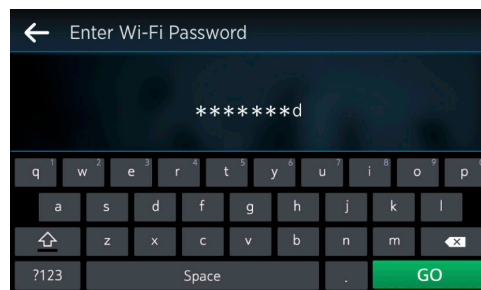 Enter Wi-Fi Password
*******d
q 1 w 2 e 3 r 4 t 5 y 6 u 7 i 8 o 9 p
a s d f g h j k l
z x c v b n m
?123 Space . GO